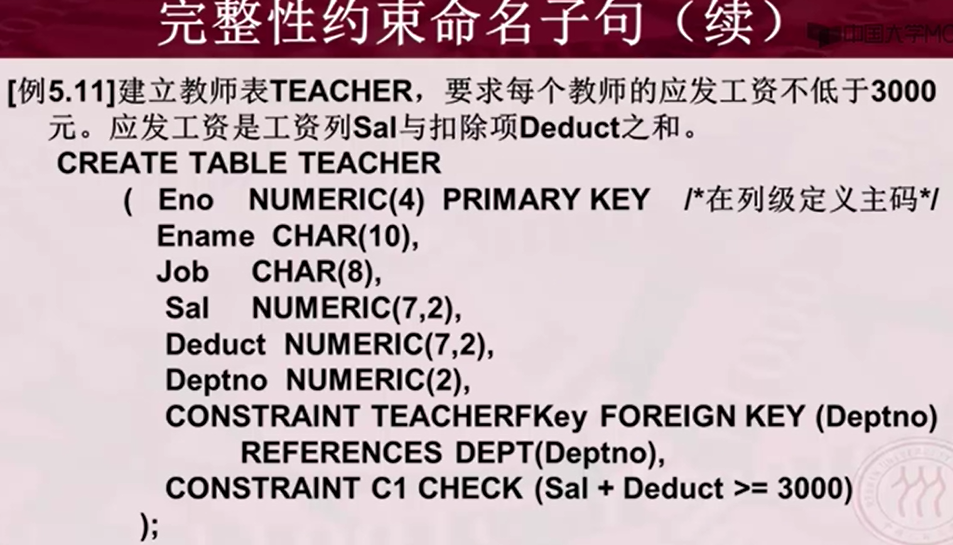 完整性约束命名子句（续）
中国大学MO
[例5.11]建立教师表TEACHER，要求每个教师的应发工资不低于3000
元。应发工资是工资列Sal与扣除项Deduct之和。
CREATE TABLE TEACHER
( Eno NUMERIC(4) PRIMARY KEY /*在列级定义主码*/
Ename CHAR(10),
Job CHAR(8),
Sal NUMERIC(7,2),
Deduct NUMERIC(7,2),
Deptno NUMERIC(2),
CONSTRAINT TEACHERFKey FOREIGN KEY (Deptno)
REFERENCES DEPT(Deptno),
CONSTRAINT C1 CHECK (Sal + Deduct >= 3000)
);